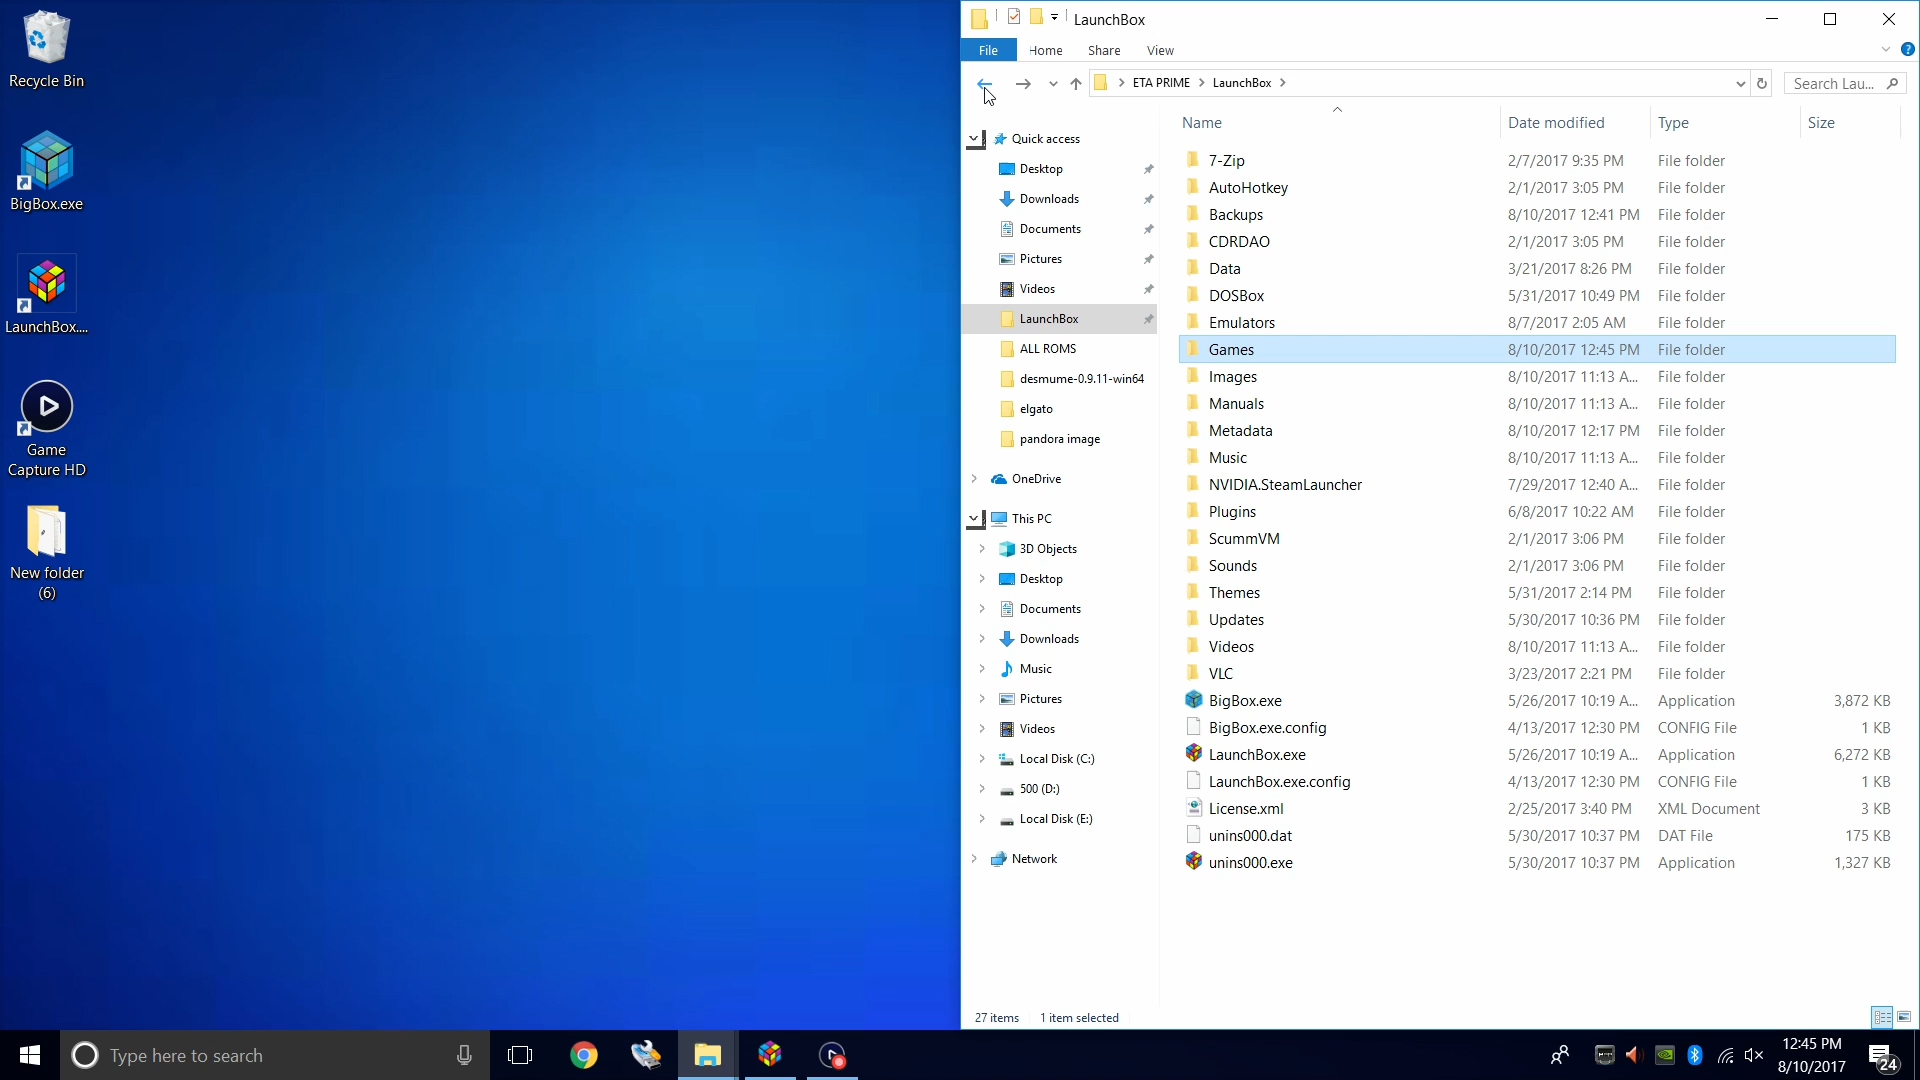 Recycle Bin
BigBox.exe
LaunchBox....
Game
Capture HD
New folder
(6)
LaunchBox
File Home Share View
ETA PRIME LaunchBox
Search Lau...
Quick access
Desktop
Downloads
Documents
Pictures
Videos
LaunchBox
ALL ROMS
desmume-0.9.11-win64
elgato
pandora image
OneDrive
This PC
3D Objects
Desktop
Documents
Downloads
Music
Pictures
Videos
Local Disk (C:)
500 (D:)
Local Disk (E:)
Network
Name Date modified Type Size
7-Zip 2/7/2017 9:35 PM File folder
AutoHotkey 2/1/2017 3:05 PM File folder
Backups 8/10/2017 12:41 PM File folder
CDRDAO 2/1/2017 3:05 PM File folder
Data 3/21/2017 8:26 PM File folder
DOSBox 5/31/2017 10:49 PM File folder
Emulators 8/7/2017 2:05 AM File folder
Games 8/10/2017 12:45 PM File folder
Images 8/10/2017 11:13 A... File folder
Manuals 8/10/2017 11:13 A... File folder
Metadata 8/10/2017 12:17 PM File folder
Music 8/10/2017 11:13 A... File folder
NVIDIA.SteamLauncher 7/29/2017 12:40 A... File folder
Plugins 6/8/2017 10:22 AM File folder
ScummVM 2/1/2017 3:06 PM File folder
Sounds 2/1/2017 3:06 PM File folder
Themes 5/31/2017 2:14 PM File folder
Updates 5/30/2017 10:36 PM File folder
Videos 8/10/2017 11:13 A... File folder
VLC 3/23/2017 2:21 PM File folder
BigBox.exe 5/26/2017 10:19 A... Application 3,872 KB
BigBox.exe.config 4/13/2017 12:30 PM CONFIG File 1 KB
LaunchBox.exe 5/26/2017 10:19 A... Application 6,272 KB
LaunchBox.exe.config 4/13/2017 12:30 PM CONFIG File 1 KB
License.xml 2/25/2017 3:40 PM XML Document 3 KB
unins000.dat 5/30/2017 10:37 PM DAT File 175 KB
unins000.exe 5/30/2017 10:37 PM Application 1,327 KB
27 items 1 item selected
Type here to search
12:45 PM
8/10/2017
24